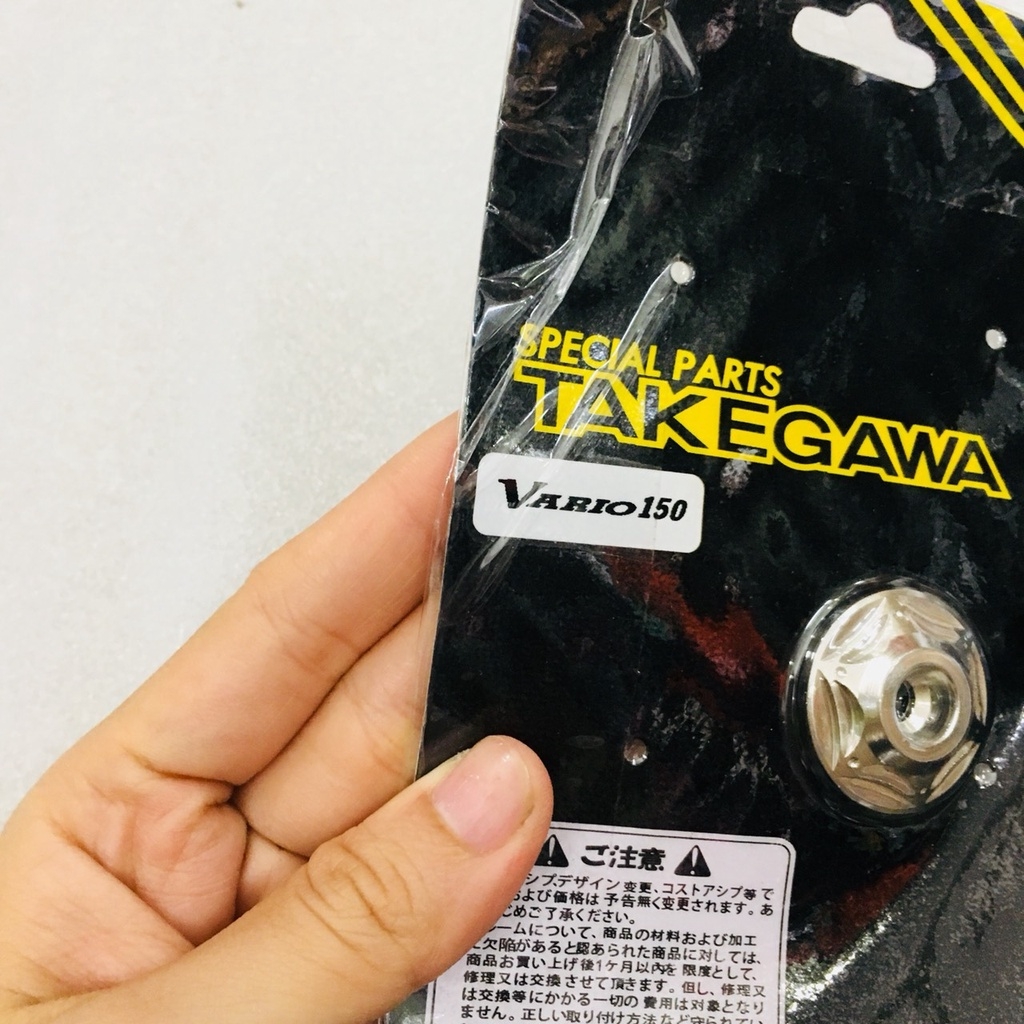 SPECIAL PARTS
TAKEGAWA
VARIO 150
ご注意
デザイン変更、コストアップ等で
および価格は予告無く変更されます。あ
じめご了承ください。
ームについて、商品の材料および加工
欠陥があると認められた商品に対しては、
商品お買い上げ後1ケ月以内を限度として、
修理又は交換させて頂きます。但し、修理又
は交換等にかかる一切の費用は対象となり
ません。正しい取り付け方法など守られてい